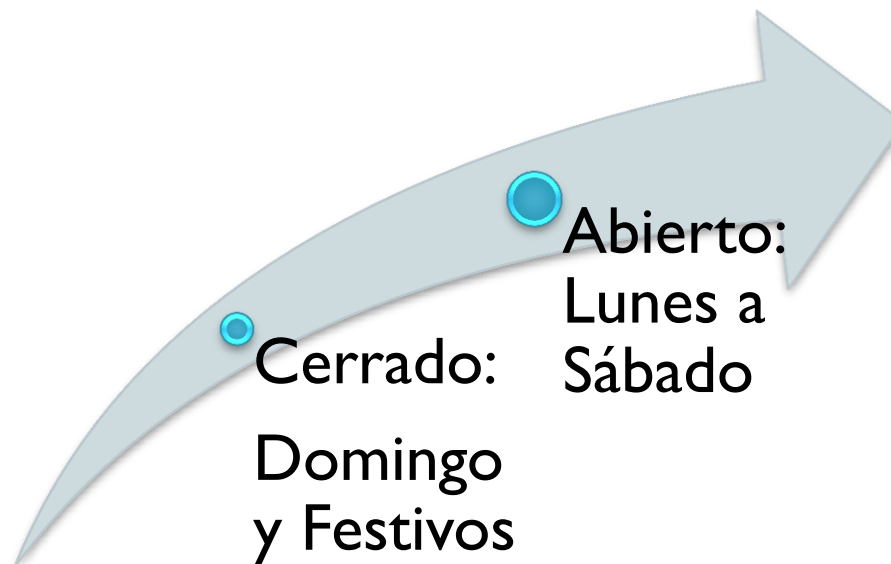 Cerrado:
Domingo
y Festivos
Abierto:
Lunes a
Sábado